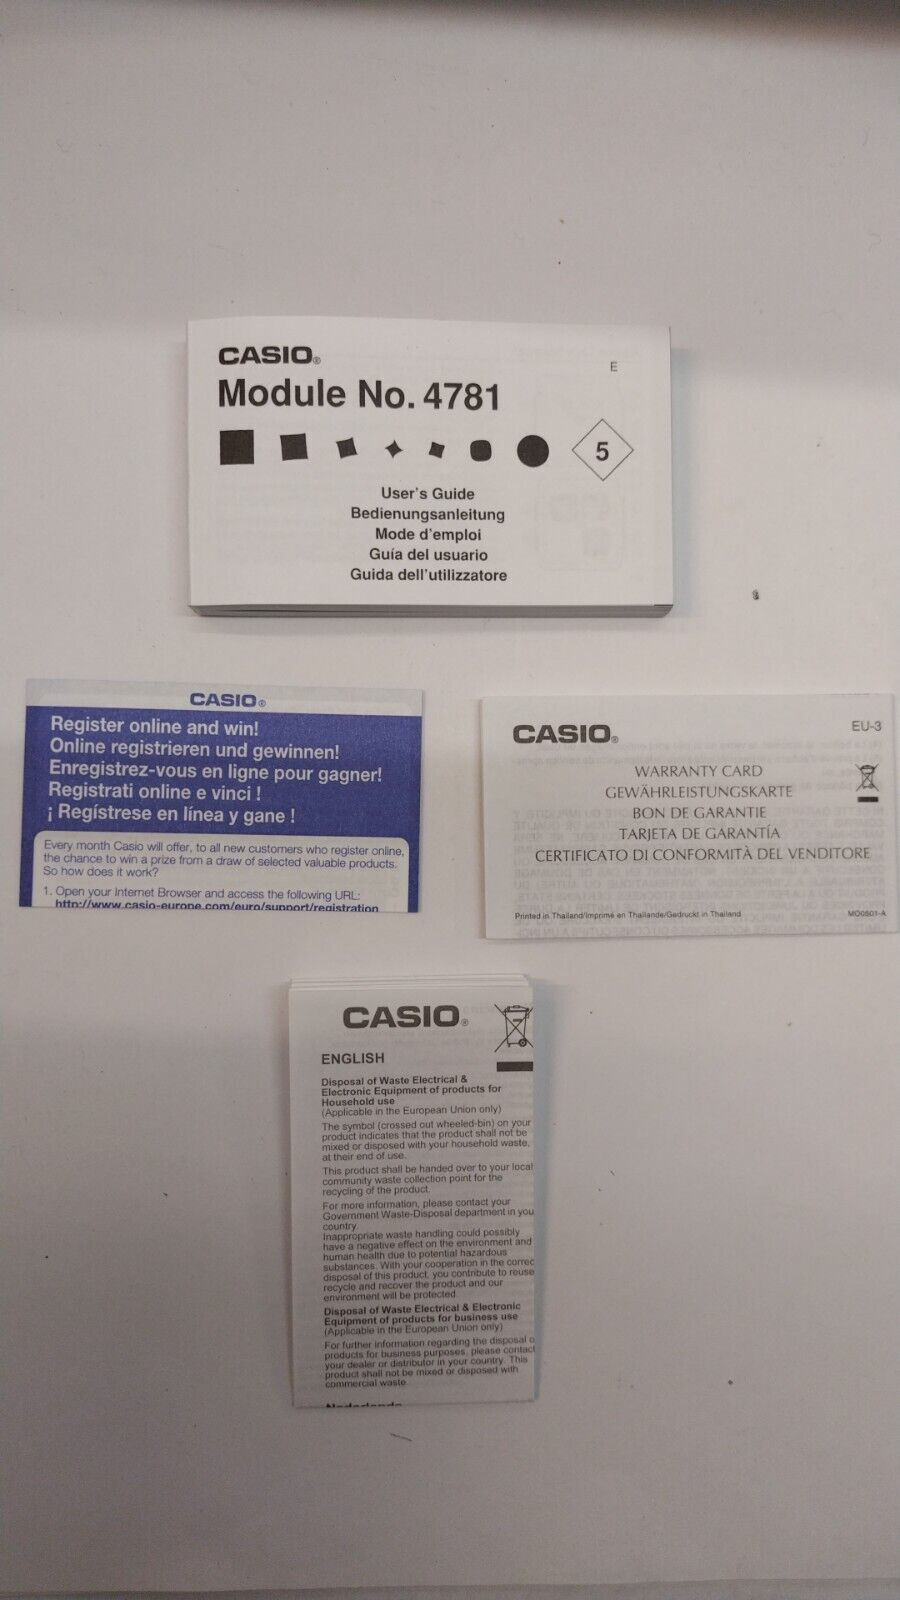 CASIO®
E
Module No. 4781
5
User's Guide
Bedienungsanleitung
Mode d'emploi
Guía del usuario
Guida dell'utilizzatore
CASIO®
Register online and win!
Online registrieren und gewinnen!
Enregistrez-vous en ligne pour gagner!
Registrati online e vinci !
¡ Regístrese en línea y gane !
Every month Casio will offer, to all new customers who register online,
the chance to win a prize from a draw of selected valuable products.
So how does it work?
1. Open your Internet Browser and access the following URL:
http://www.casio-europe.com/euro/support/registration
CASIO®
EU-3
WARRANTY CARD
GEWÄHRLEISTUNGSKARTE
BON DE GARANTIE
TARJETA DE GARANTÍA
CERTIFICATO DI CONFORMITÀ DEL VENDITORE
Printed in Thailand/Imprimé en Thaïlande/Gedruckt in Thailand
MO0501-A
CASIO®
ENGLISH
Disposal of Waste Electrical &
Electronic Equipment of products for
Household use
(Applicable in the European Union only)
The symbol (crossed out wheeled-bin) on your
product indicates that the product shall not be
mixed or disposed with your household waste,
at their end of use.
This product shall be handed over to your local
community waste collection point for the
recycling of the product.
For more information, please contact your
Government Waste-Disposal department in you
country.
Inappropriate waste handling could possibly
have a negative effect on the environment and
human health due to potential hazardous
substances. With your cooperation in the correc
disposal of this product, you contribute to reuse
recycle and recover the product and our
environment will be protected.
Disposal of Waste Electrical & Electronic
Equipment of products for business use
(Applicable in the European Union only)
For further information regarding the disposal o
products for business purposes, please contact
your dealer or distributor in your country. This
product shall not be mixed or disposed with
commercial waste.